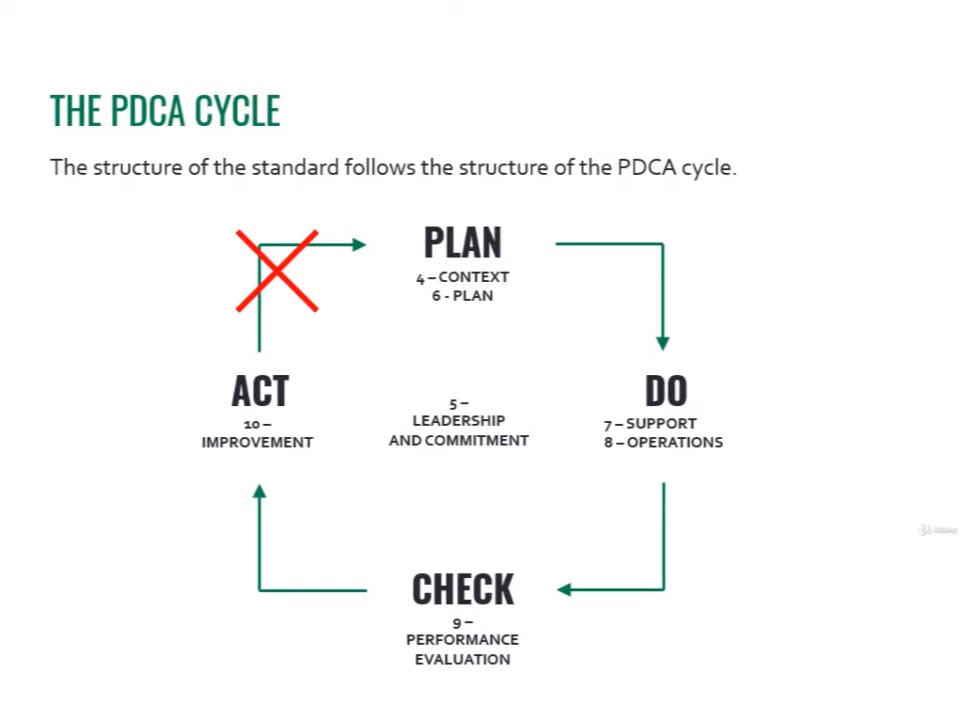 THE PDCA CYCLE
The structure of the standard follows the structure of the PDCA cycle.
PLAN
4 – CONTEXT
6 - PLAN
ACT
10 –
IMPROVEMENT
5 –
LEADERSHIP
AND COMMITMENT
DO
7 – SUPPORT
8 – OPERATIONS
CHECK
9 –
PERFORMANCE
EVALUATION